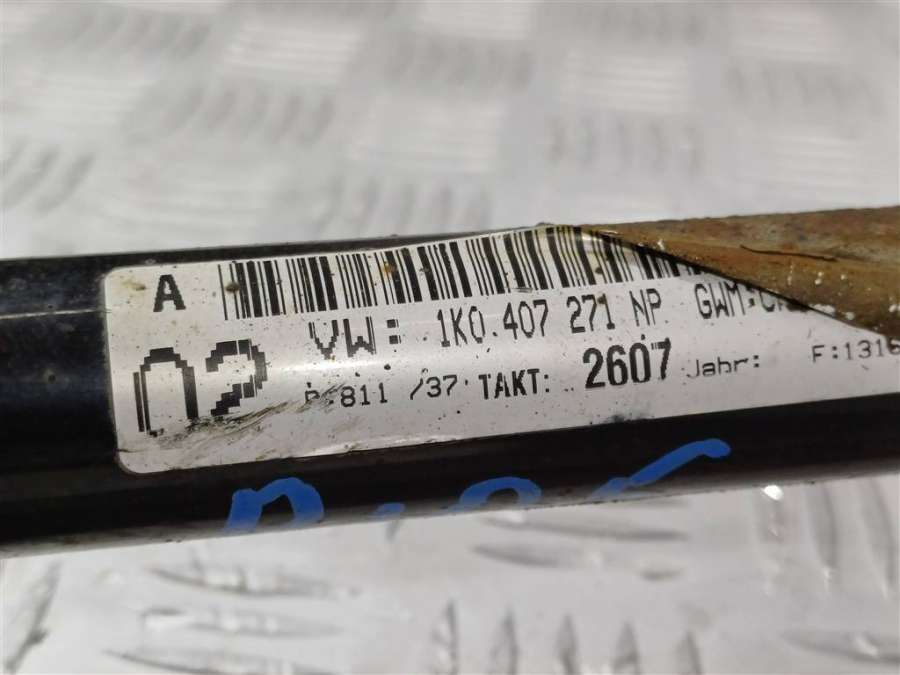 A
VW: 1K0.407 271 NP GWM:C
02
811 /37 TAKT: 2607 Jahr: F:1316